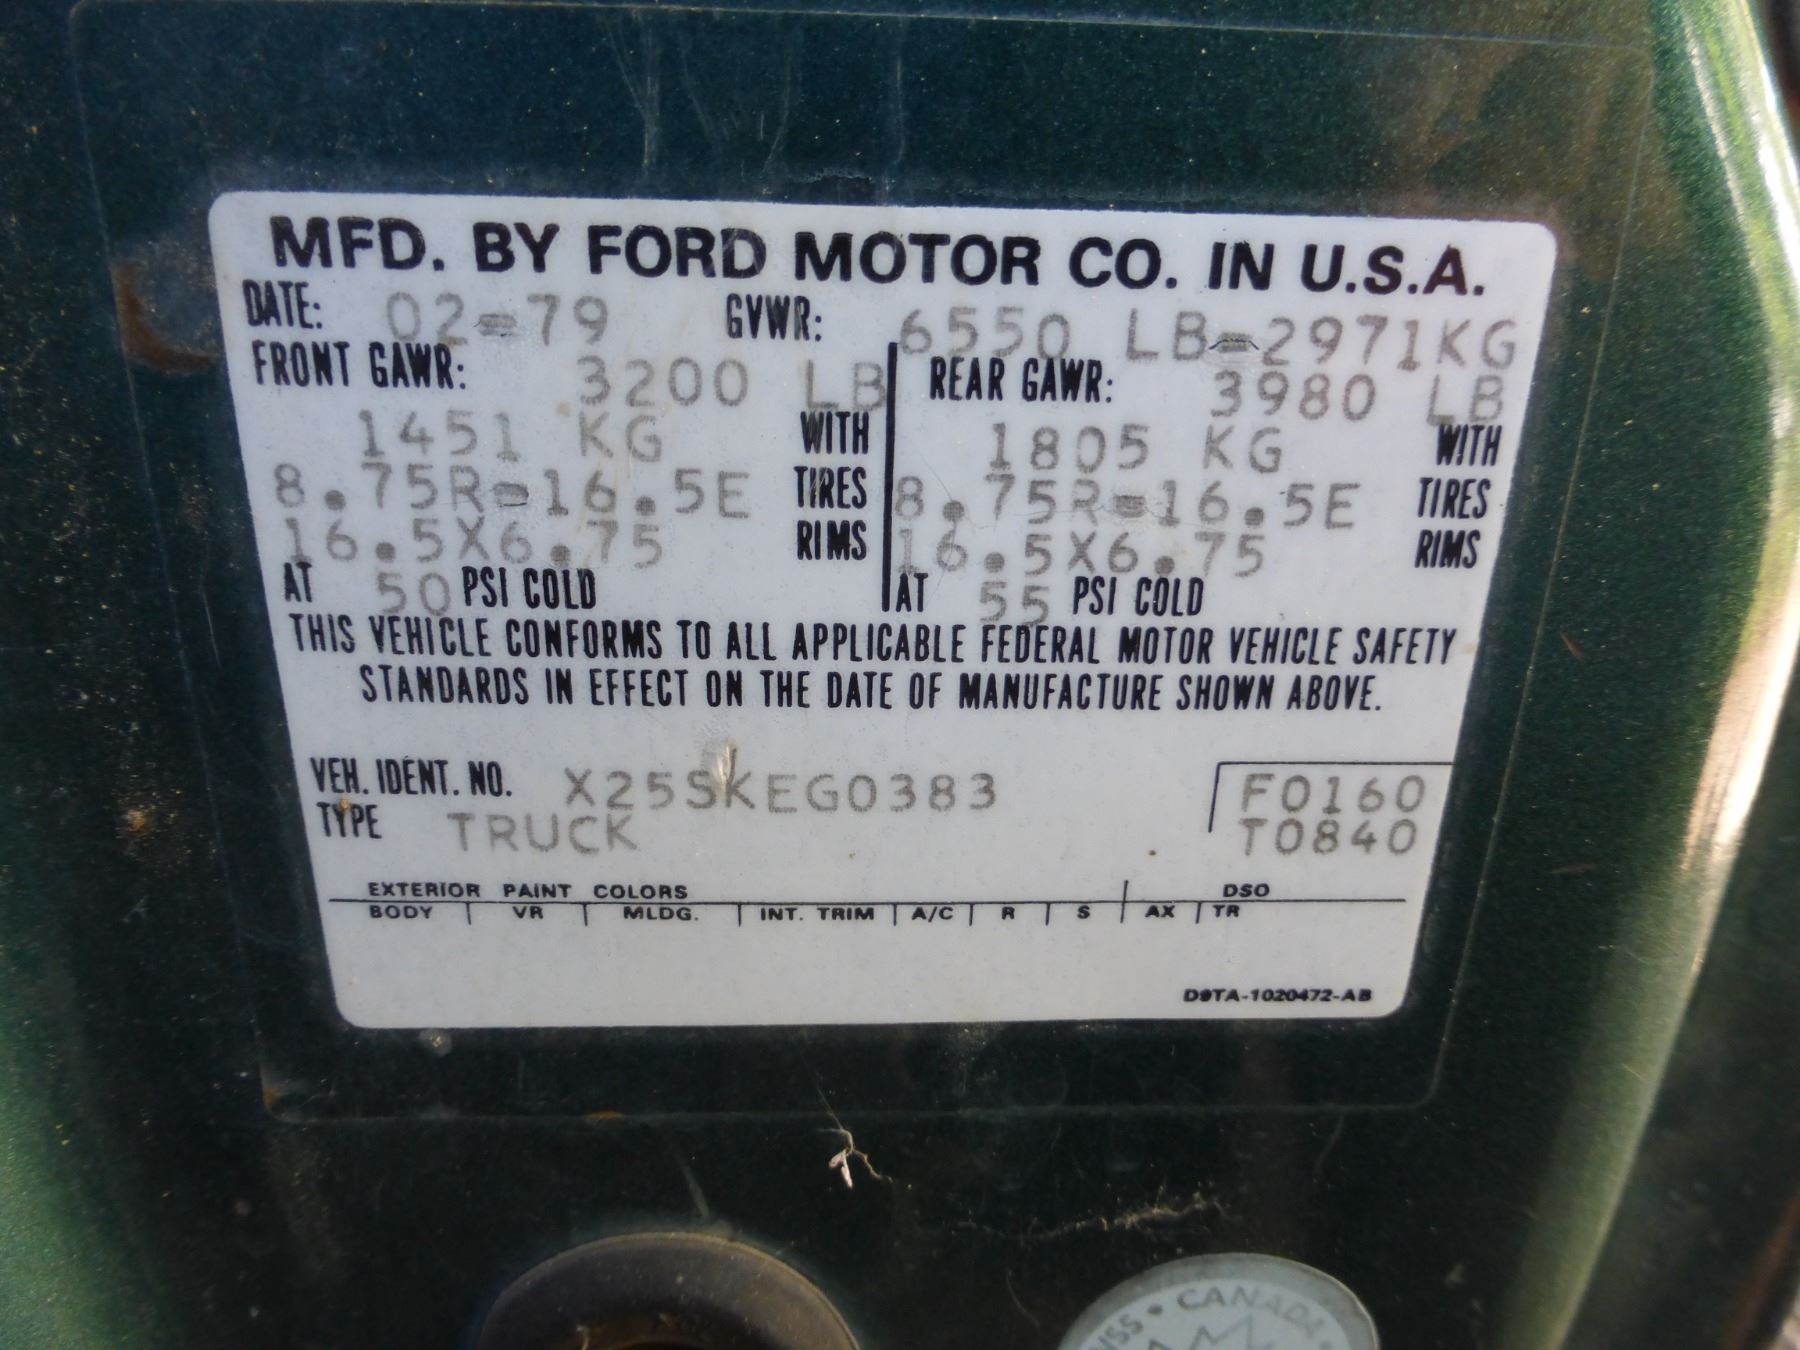 MFD. BY FORD MOTOR CO. IN U.S.A.
DATE: 02-79 GVWR: 6550 LB-2971KG
FRONT GAWR: 3200 LB REAR GAWR: 3980 LB
1451 KG WITH 1805 KG WITH
8.75R-16.5E TIRES 8.75R-16.5E TIRES
16.5X6.75 RIMS 16.5X6.75 RIMS
AT 50 PSI COLD AT 55 PSI COLD
THIS VEHICLE CONFORMS TO ALL APPLICABLE FEDERAL MOTOR VEHICLE SAFETY
STANDARDS IN EFFECT ON THE DATE OF MANUFACTURE SHOWN ABOVE.
VEH. IDENT. NO. X25SKEG0383 F0160
TYPE TRUCK T0840
EXTERIOR PAINT COLORS DSO
BODY VR MLDG. INT. TRIM A/C R S AX TR
D9TA-1020472-AB
CANADA